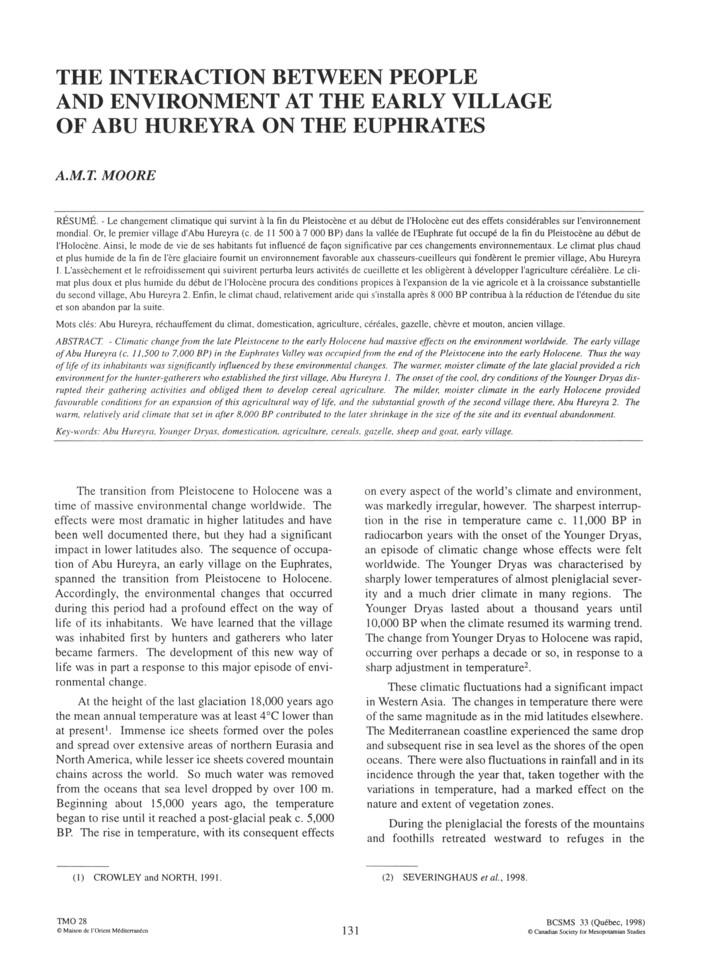 THE INTERACTION BETWEEN PEOPLE
AND ENVIRONMENT AT THE EARLY VILLAGE
OF ABU HUREYRA ON THE EUPHRATES
A.M.T. MOORE
RÉSUMÉ. - Le changement climatique qui survint à la fin du Pleistocène et au début de l'Holocène eut des effets considérables sur l'environnement
mondial. Or, le premier village d'Abu Hureyra (c. de 11 500 à 7 000 BP) dans la vallée de l'Euphrate fut occupé de la fin du Pleistocène au début de
l'Holocène. Ainsi, le mode de vie de ses habitants fut influencé de façon significative par ces changements environnementaux. Le climat plus chaud
et plus humide de la fin de l'ère glaciaire fournit un environnement favorable aux chasseurs-cueilleurs qui fondèrent le premier village, Abu Hureyra
I. L'assèchement et le refroidissement qui suivirent perturba leurs activités de cueillette et les obligèrent à développer l'agriculture céréalière. Le cli-
mat plus doux et plus humide du début de l'Holocène procura des conditions propices à l'expansion de la vie agricole et à la croissance substantielle
du second village, Abu Hureyra 2. Enfin, le climat chaud, relativement aride qui s'installa après 8 000 BP contribua à la réduction de l'étendue du site
et son abandon par la suite.
Mots clés: Abu Hureyra, réchauffement du climat, domestication, agriculture, céréales, gazelle, chèvre et mouton, ancien village.
ABSTRACT. - Climatic change from the late Pleistocene to the early Holocene had massive effects on the environment worldwide. The early village
of Abu Hureyra (c. 11,500 to 7,000 BP) in the Euphrates Valley was occupied from the end of the Pleistocene into the early Holocene. Thus the way
of life of its inhabitants was significantly influenced by these environmental changes. The warmer, moister climate of the late glacial provided a rich
environment for the hunter-gatherers who established the first village, Abu Hureyra 1. The onset of the cool, dry conditions of the Younger Dryas dis-
rupted their gathering activities and obliged them to develop cereal agriculture. The milder, moister climate in the early Holocene provided
favourable conditions for an expansion of this agricultural way of life, and the substantial growth of the second village there, Abu Hureyra 2. The
warm, relatively arid climate that set in after 8,000 BP contributed to the later shrinkage in the size of the site and its eventual abandonment.
Key-words: Abu Hureyra, Younger Dryas, domestication, agriculture, cereals, gazelle, sheep and goat, early village.
The transition from Pleistocene to Holocene was a
time of massive environmental change worldwide. The
effects were most dramatic in higher latitudes and have
been well documented there, but they had a significant
impact in lower latitudes also. The sequence of occupa-
tion of Abu Hureyra, an early village on the Euphrates,
spanned the transition from Pleistocene to Holocene.
Accordingly, the environmental changes that occurred
during this period had a profound effect on the way of
life of its inhabitants. We have learned that the village
was inhabited first by hunters and gatherers who later
became farmers. The development of this new way of
life was in part a response to this major episode of envi-
ronmental change.
At the height of the last glaciation 18,000 years ago
the mean annual temperature was at least 4°C lower than
at present¹. Immense ice sheets formed over the poles
and spread over extensive areas of northern Eurasia and
North America, while lesser ice sheets covered mountain
chains across the world. So much water was removed
from the oceans that sea level dropped by over 100 m.
Beginning about 15,000 years ago, the temperature
began to rise until it reached a post-glacial peak c. 5,000
BP. The rise in temperature, with its consequent effects
on every aspect of the world's climate and environment,
was markedly irregular, however. The sharpest interrup-
tion in the rise in temperature came c. 11,000 BP in
radiocarbon years with the onset of the Younger Dryas,
an episode of climatic change whose effects were felt
worldwide. The Younger Dryas was characterised by
sharply lower temperatures of almost pleniglacial sever-
ity and a much drier climate in many regions. The
Younger Dryas lasted about a thousand years until
10,000 BP when the climate resumed its warming trend.
The change from Younger Dryas to Holocene was rapid,
occurring over perhaps a decade or so, in response to a
sharp adjustment in temperature².
These climatic fluctuations had a significant impact
in Western Asia. The changes in temperature there were
of the same magnitude as in the mid latitudes elsewhere.
The Mediterranean coastline experienced the same drop
and subsequent rise in sea level as the shores of the open
oceans. There were also fluctuations in rainfall and in its
incidence through the year that, taken together with the
variations in temperature, had a marked effect on the
nature and extent of vegetation zones.
During the pleniglacial the forests of the mountains
and foothills retreated westward to refuges in the
(1) CROWLEY and NORTH, 1991.
(2) SEVERINGHAUS et al., 1998.
TMO 28
© Maison de l'Orient Méditerranéen
131
BCSMS 33 (Québec, 1998)
© Canadian Society for Mesopotamian Studies